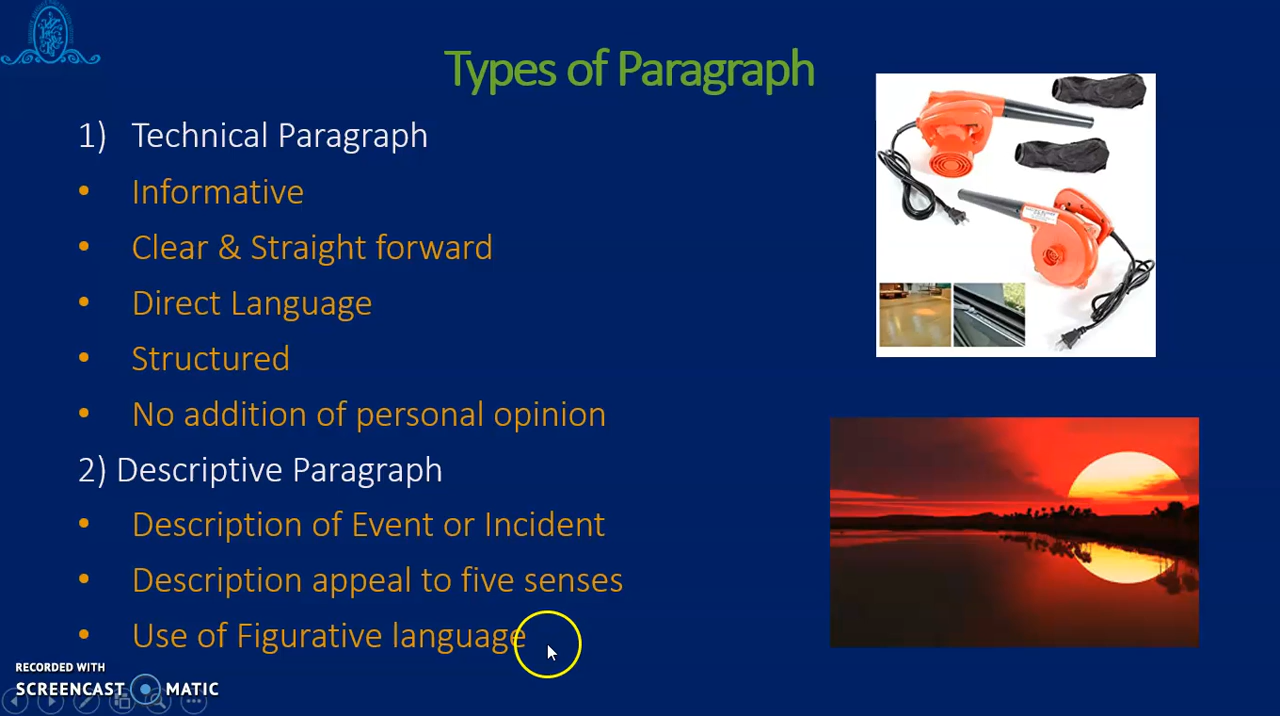 Types of Paragraph
1) Technical Paragraph
• Informative
• Clear & Straight forward
• Direct Language
• Structured
• No addition of personal opinion
2) Descriptive Paragraph
• Description of Event or Incident
• Description appeal to five senses
• Use of Figurative language
RECORDED WITH
SCREENCAST MATIC